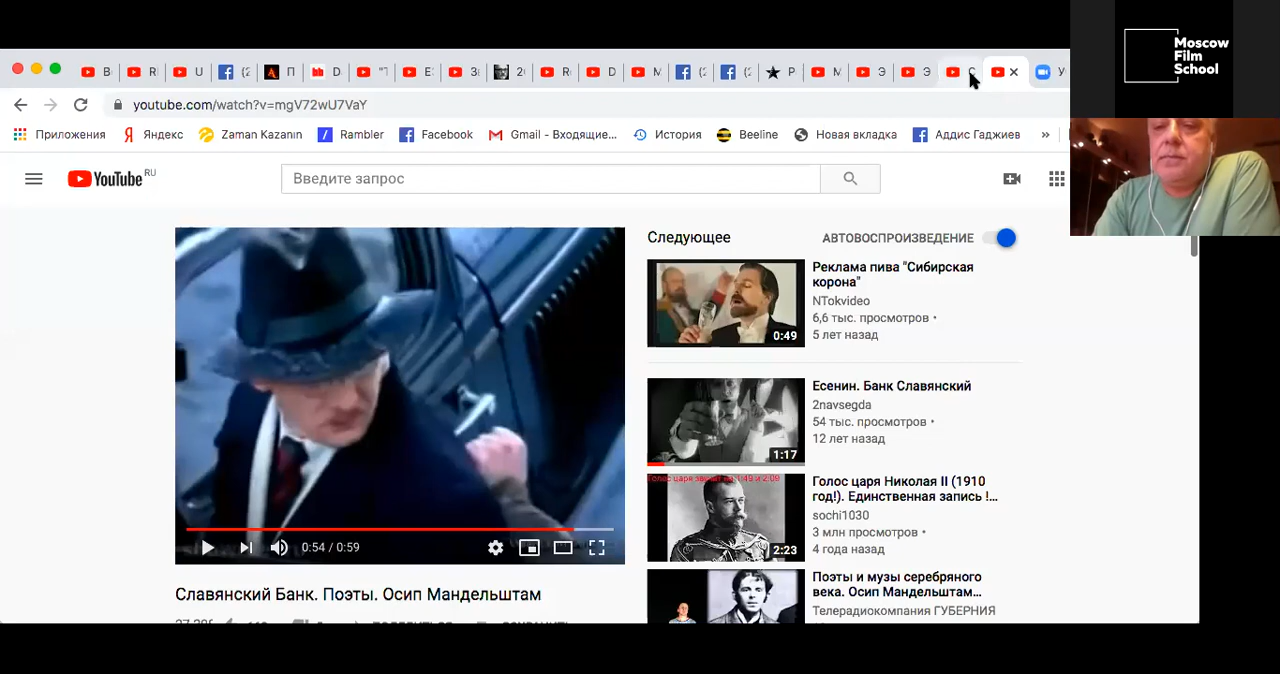 Moscow
Film
School
B
R
U
(2
П
D
"Т
E
З
2(
R
D
М
(2
(2
Р
М
Э
Э
С
У
youtube.com/watch?v=mgV72wU7VaY
Приложения
Яндекс
Zaman Kazanın
Rambler
Facebook
Gmail - Входящие...
История
Beeline
Новая вкладка
Аддис Гаджиев
»
YouTube RU
Введите запрос
Следующее
АВТОВОСПРОИЗВЕДЕНИЕ
0:49
Реклама пива "Сибирская
корона"
NTokvideo
6,6 тыс. просмотров •
5 лет назад
1:17
Есенин. Банк Славянский
2navsegda
54 тыс. просмотров •
12 лет назад
2:23
Голос царя Николая II (1910
год!). Единственная запись !...
sochi1030
3 млн просмотров •
4 года назад
Поэты и музы серебряного
века. Осип Мандельштам...
Телерадиокомпания ГУБЕРНИЯ
0:54 / 0:59
Славянский Банк. Поэты. Осип Мандельштам